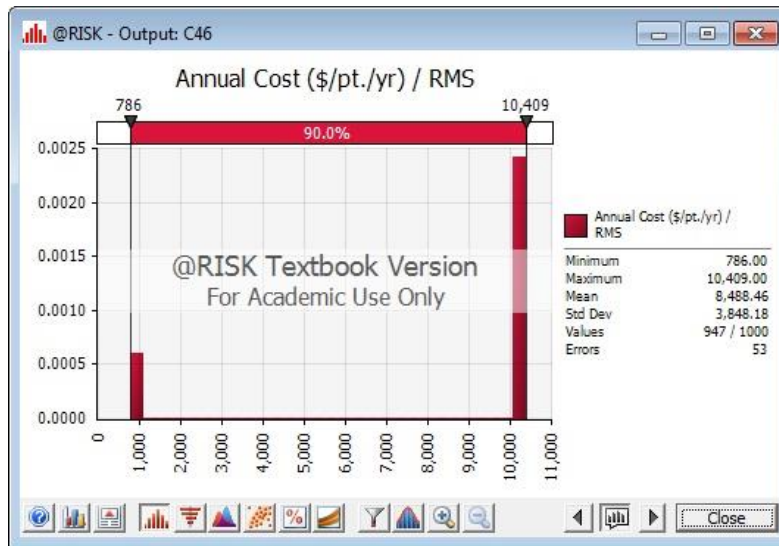 @RISK - Output: C46
Annual Cost ($/pt./yr) / RMS
786
10,409
90.0%
0.0025
0.0020
0.0015
0.0010
0.0005
0.0000
0
1,000
2,000
3,000
4,000
5,000
6,000
7,000
8,000
9,000
10,000
11,000
@RISK Textbook Version
For Academic Use Only
Annual Cost ($/pt./yr) /
RMS
Minimum 786.00
Maximum 10,409.00
Mean 8,488.46
Std Dev 3,848.18
Values 947 / 1000
Errors 53
Close